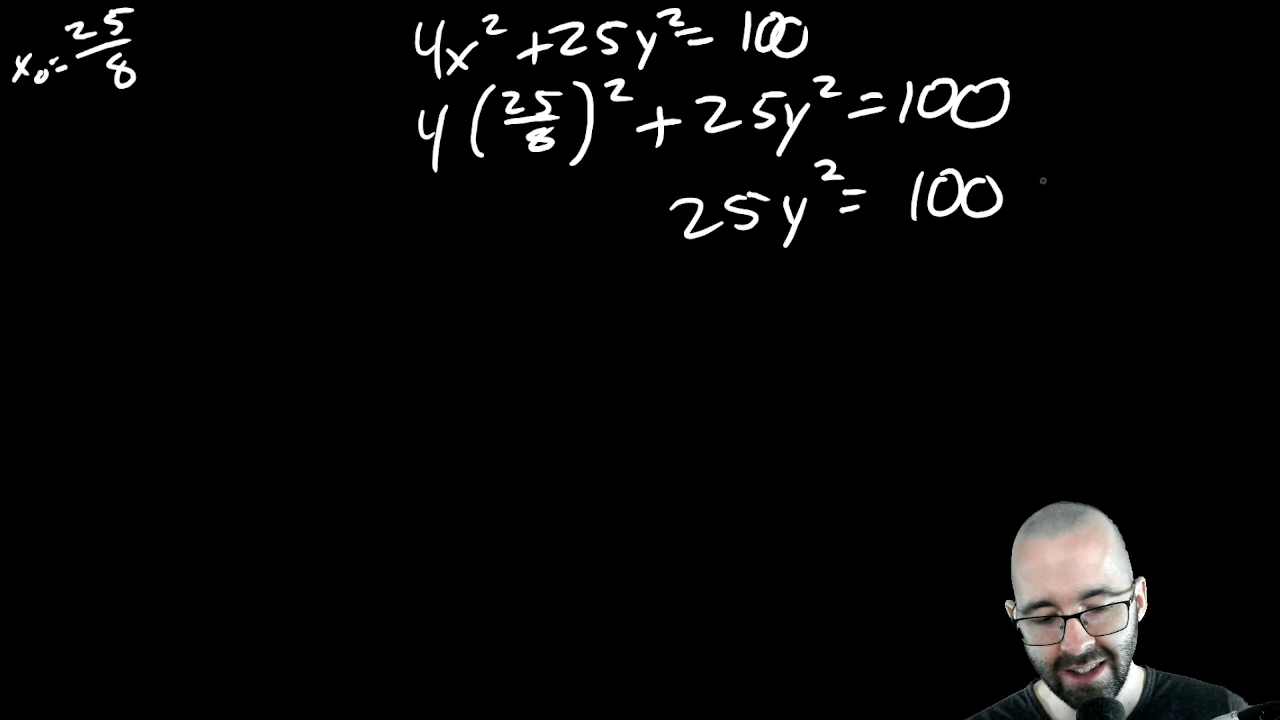 x₀ = 25/8
4x² + 25y² = 100
4(25/8)² + 25y² = 100
25y² = 100